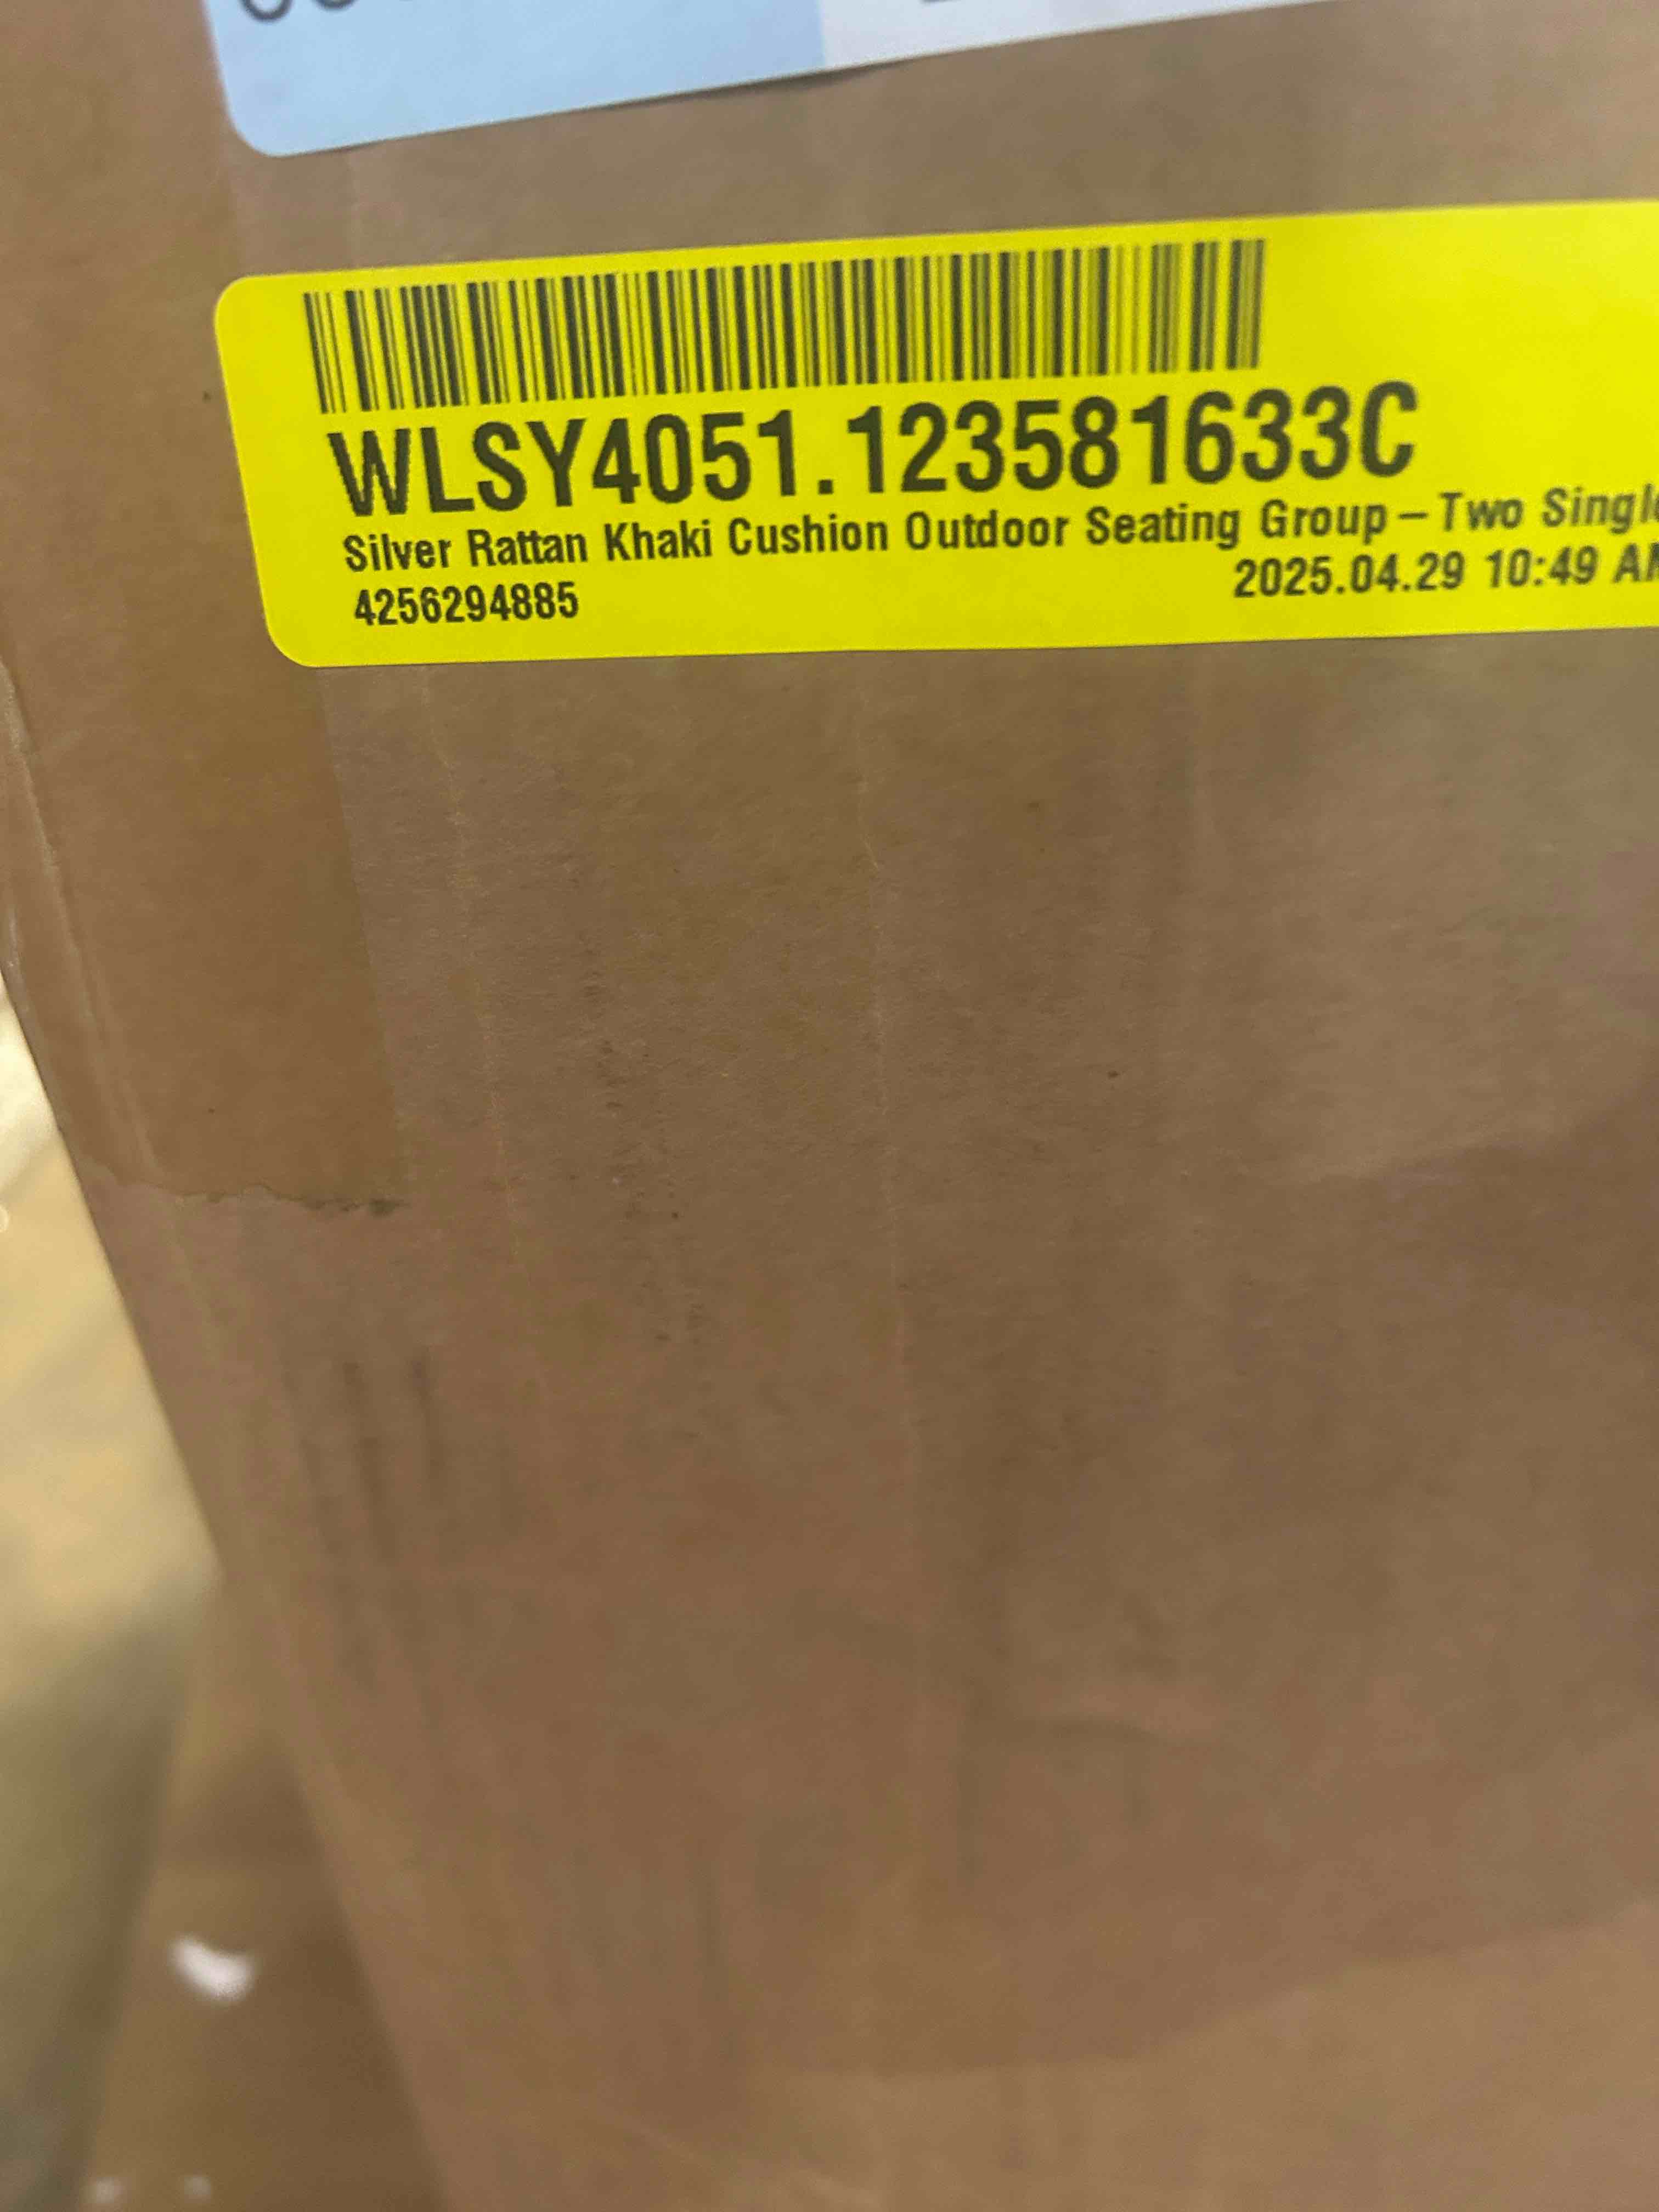 WLSY4051.123581633C
Silver Rattan Khaki Cushion Outdoor Seating Group – Two
4256294885
2025.04.29 10:49